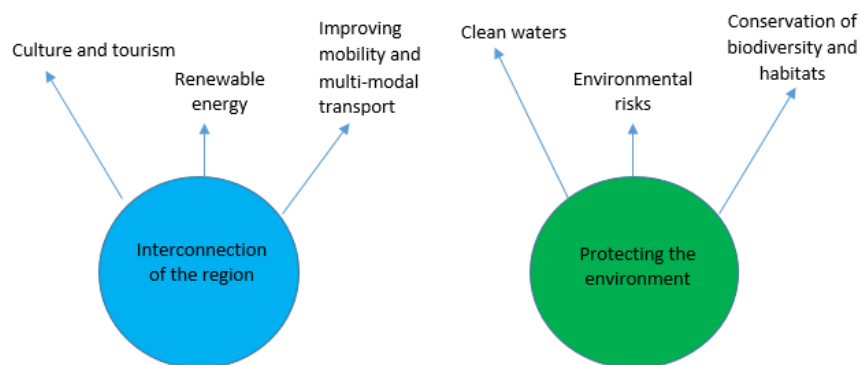 Culture and tourism
Renewable
energy
Improving
mobility and
multi-modal
transport
Interconnection
of the region
Clean waters
Environmental
risks
Conservation of
biodiversity and
habitats
Protecting the
environment